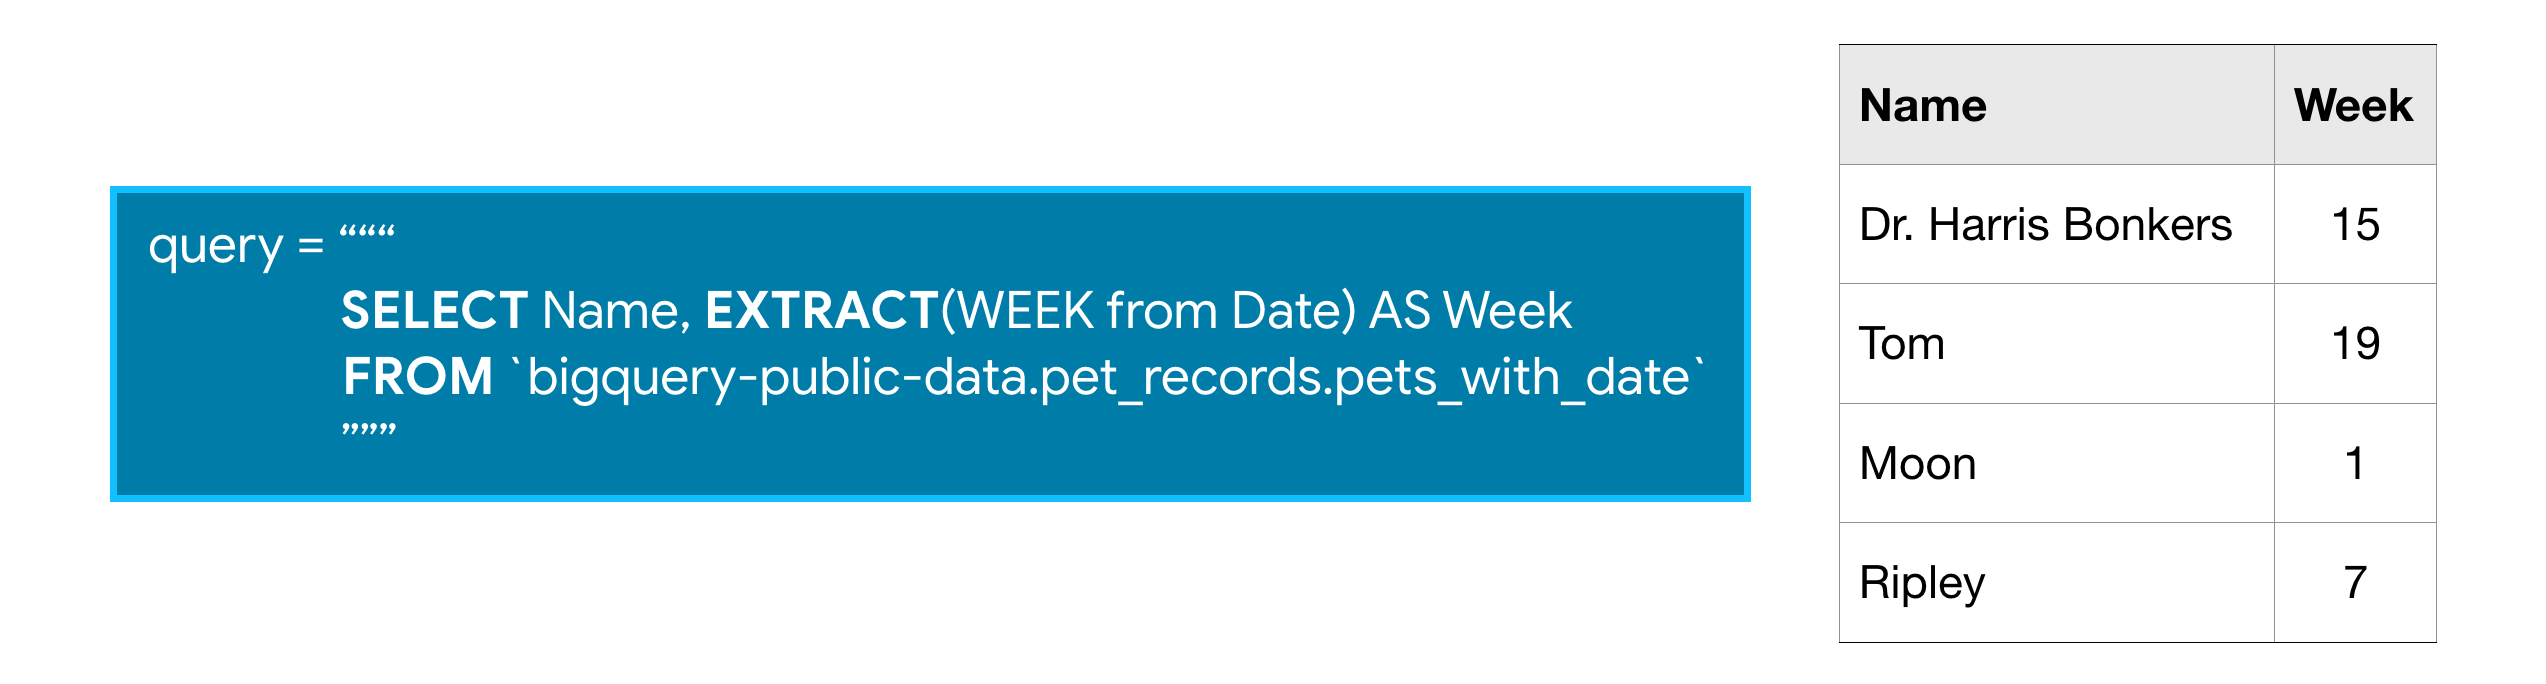 query = “““
SELECT Name, EXTRACT(WEEK from Date) AS Week
FROM `bigquery-public-data.pet_records.pets_with_date`
”””
Name Week
Dr. Harris Bonkers 15
Tom 19
Moon 1
Ripley 7